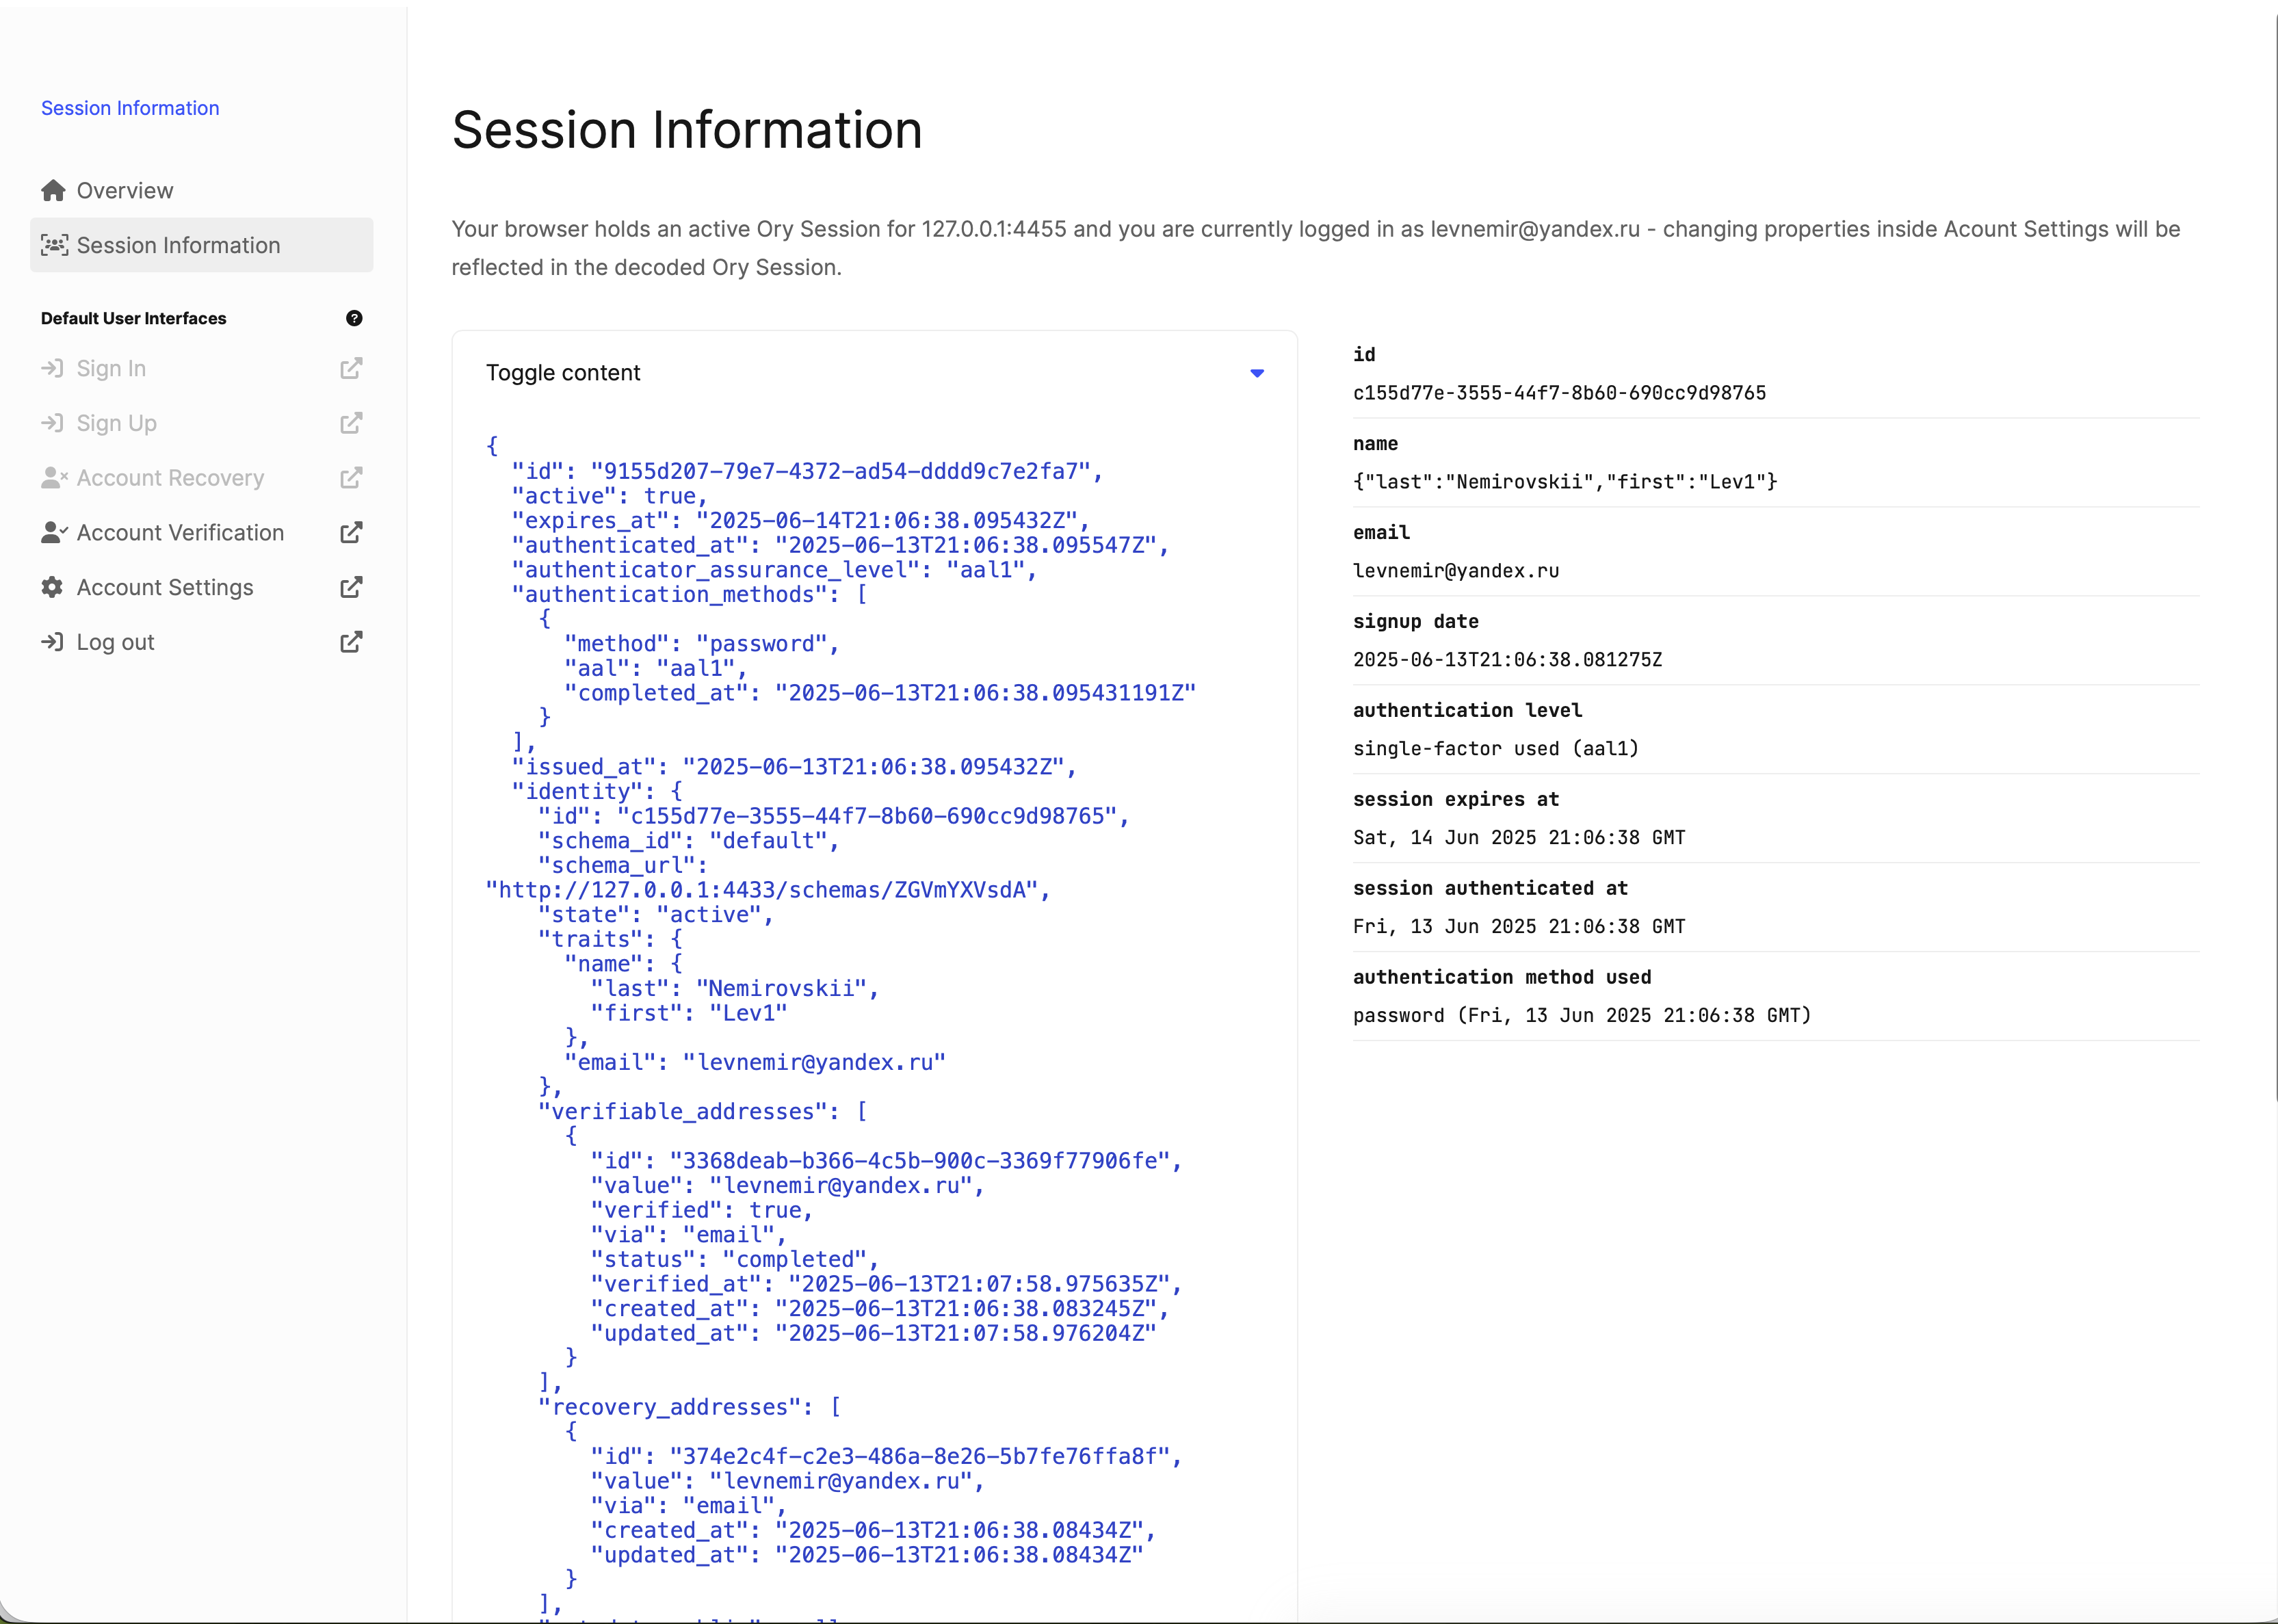 Session Information
Overview
Session Information
Default User Interfaces
Sign In
Sign Up
Account Recovery
Account Verification
Account Settings
Log out
Session Information
Your browser holds an active Ory Session for 127.0.0.1:4455 and you are currently logged in as levnemir@yandex.ru - changing properties inside Acount Settings will be
reflected in the decoded Ory Session.
Toggle content
{
"id": "9155d207-79e7-4372-ad54-dddd9c7e2fa7",
"active": true,
"expires_at": "2025-06-14T21:06:38.095432Z",
"authenticated_at": "2025-06-13T21:06:38.095547Z",
"authenticator_assurance_level": "aal1",
"authentication_methods": [
{
"method": "password",
"aal": "aal1",
"completed_at": "2025-06-13T21:06:38.095431191Z"
}
],
"issued_at": "2025-06-13T21:06:38.095432Z",
"identity": {
"id": "c155d77e-3555-44f7-8b60-690cc9d98765",
"schema_id": "default",
"schema_url":
"http://127.0.0.1:4433/schemas/ZGVmYXVsdA",
"state": "active",
"traits": {
"name": {
"last": "Nemirovskii",
"first": "Lev1"
},
"email": "levnemir@yandex.ru"
},
"verifiable_addresses": [
{
"id": "3368deab-b366-4c5b-900c-3369f77906fe",
"value": "levnemir@yandex.ru",
"verified": true,
"via": "email",
"status": "completed",
"verified_at": "2025-06-13T21:07:58.975635Z",
"created_at": "2025-06-13T21:06:38.083245Z",
"updated_at": "2025-06-13T21:07:58.976204Z"
}
],
"recovery_addresses": [
{
"id": "374e2c4f-c2e3-486a-8e26-5b7fe76ffa8f",
"value": "levnemir@yandex.ru",
"via": "email",
"created_at": "2025-06-13T21:06:38.08434Z",
"updated_at": "2025-06-13T21:06:38.08434Z"
}
],
id
c155d77e-3555-44f7-8b60-690cc9d98765
name
{"last":"Nemirovskii","first":"Lev1"}
email
levnemir@yandex.ru
signup date
2025-06-13T21:06:38.081275Z
authentication level
single-factor used (aal1)
session expires at
Sat, 14 Jun 2025 21:06:38 GMT
session authenticated at
Fri, 13 Jun 2025 21:06:38 GMT
authentication method used
password (Fri, 13 Jun 2025 21:06:38 GMT)